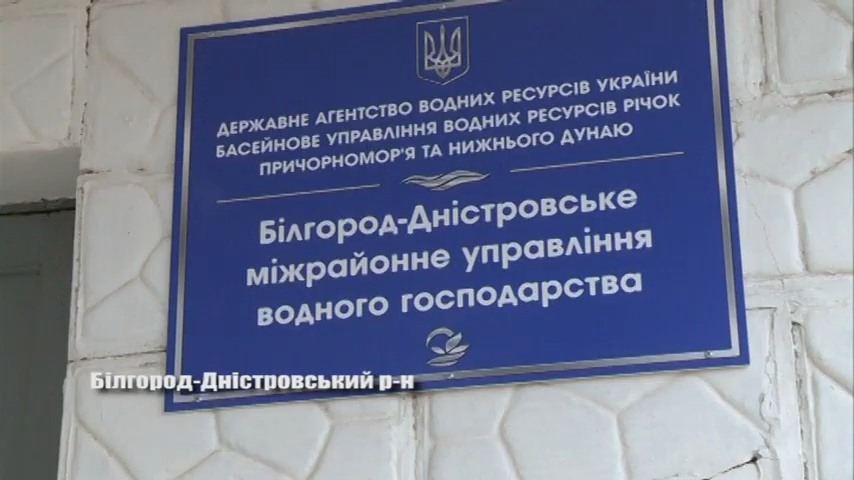 ДЕРЖАВНЕ АГЕНТСТВО ВОДНИХ РЕСУРСІВ УКРАЇНИ
БАСЕЙНОВЕ УПРАВЛІННЯ ВОДНИХ РЕСУРСІВ РІЧОК
ПРИЧОРНОМОР'Я ТА НИЖНЬОГО ДУНАЮ
Білгород-Дністровське
міжрайонне управління
водного господарства
Білгород-Дністровський р-н